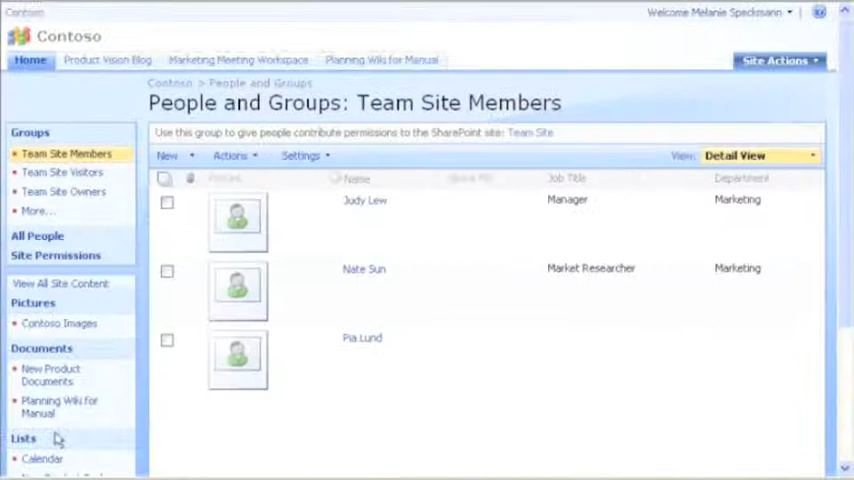 Contoso
Welcome Melanie Speckmann
Contoso
Home Product Vision Blog Marketing Meeting Workspace Planning Wiki for Manual Site Actions
Contoso > People and Groups
People and Groups: Team Site Members
Groups
Team Site Members
Team Site Visitors
Team Site Owners
More...
All People
Site Permissions
View All Site Content
Pictures
Contoso Images
Documents
New Product
Documents
Planning Wiki for
Manual
Lists
Calendar
Use this group to give people contribute permissions to the SharePoint site: Team Site
New Actions Settings View: Detail View
Picture Name About Me Job Title Department
Judy Lew Manager Marketing
Nate Sun Market Researcher Marketing
Pia Lund